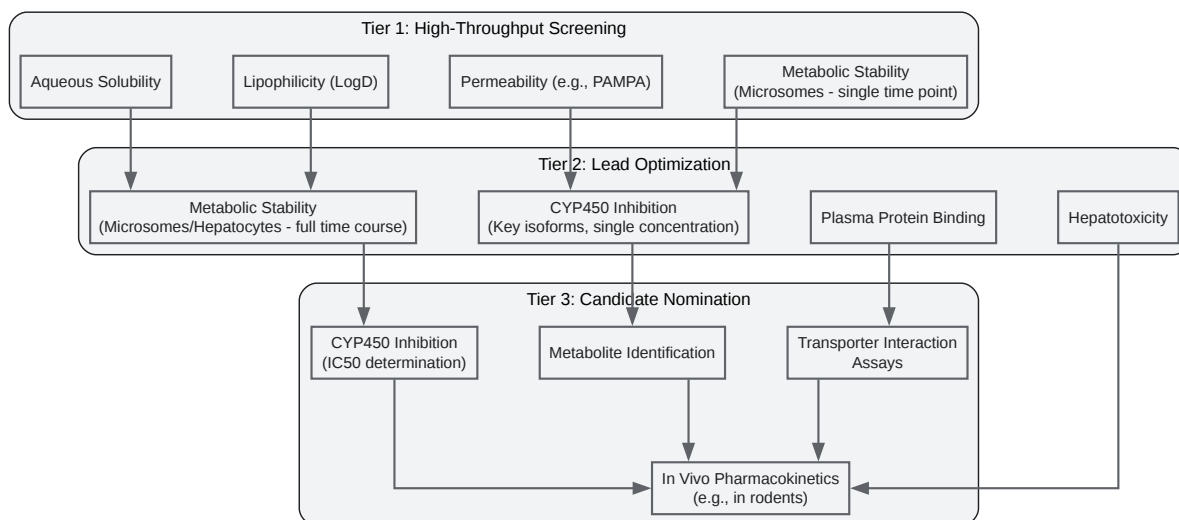 Tier 1: High-Throughput Screening
Aqueous Solubility
Lipophilicity (LogD)
Permeability (e.g., PAMPA)
Metabolic Stability
(Microsomes - single time point)
Tier 2: Lead Optimization
Metabolic Stability
(Microsomes/Hepatocytes - full time course)
CYP450 Inhibition
(Key isoforms, single concentration)
Plasma Protein Binding
Hepatotoxicity
Tier 3: Candidate Nomination
CYP450 Inhibition
(IC50 determination)
Metabolite Identification
Transporter Interaction
Assays
In Vivo Pharmacokinetics
(e.g., in rodents)